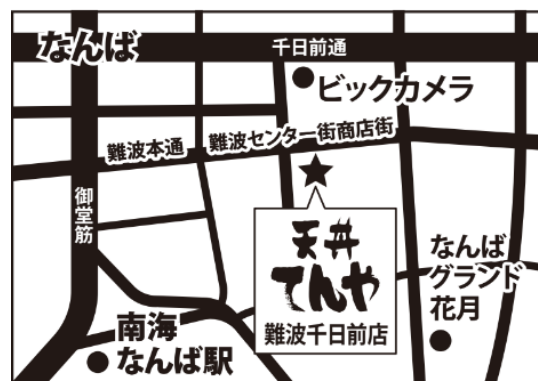 なんば
千日前通
ビックカメラ
難波本通
難波センター街商店街
御堂筋
天丼
てんや
難波千日前店
なんば
グランド
花月
南海
なんば駅